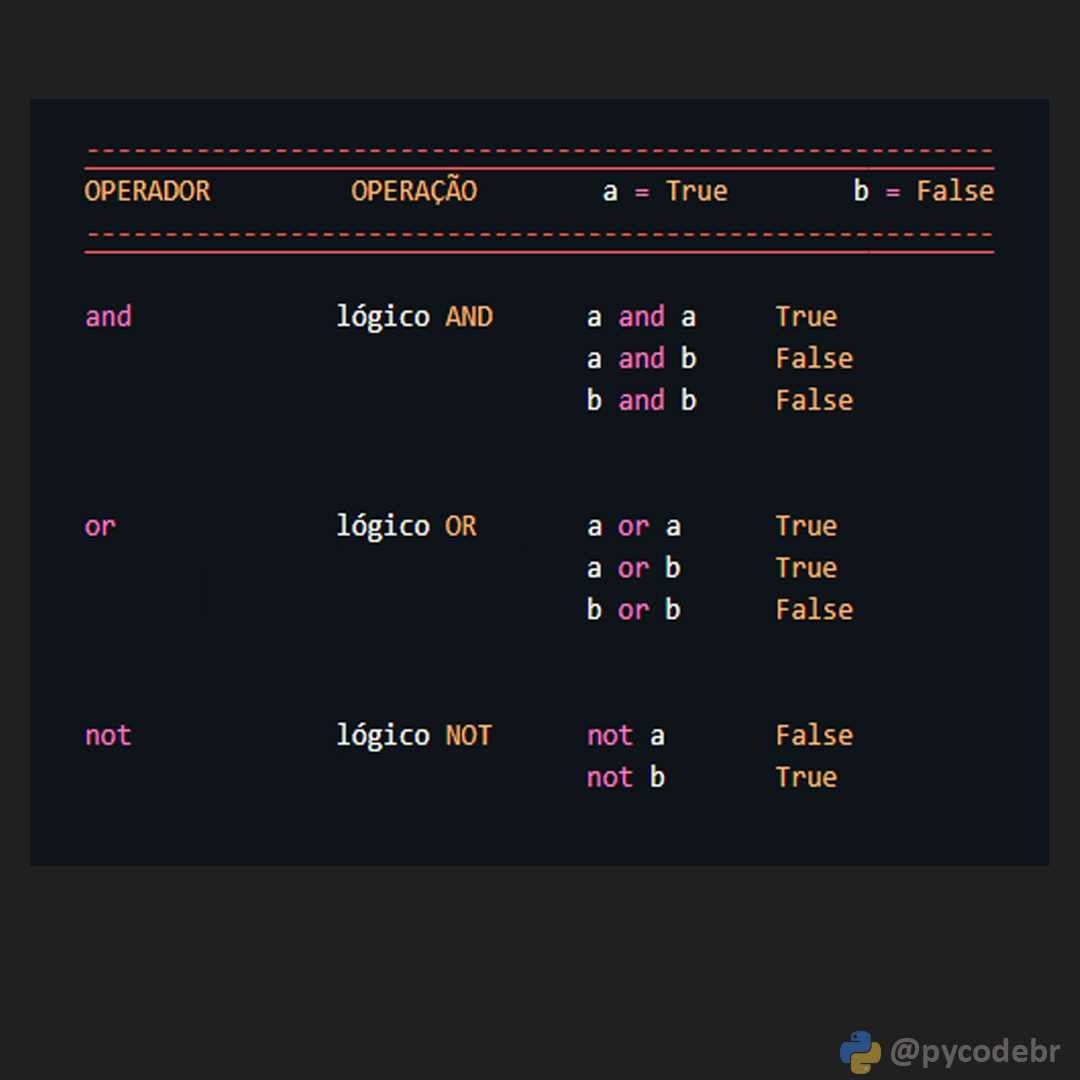 ------------------------------------------------------------
OPERADOR OPERAÇÃO a = True b = False
------------------------------------------------------------
and lógico AND a and a True
a and b False
b and b False
or lógico OR a or a True
a or b True
b or b False
not lógico NOT not a False
not b True
@pycodebr